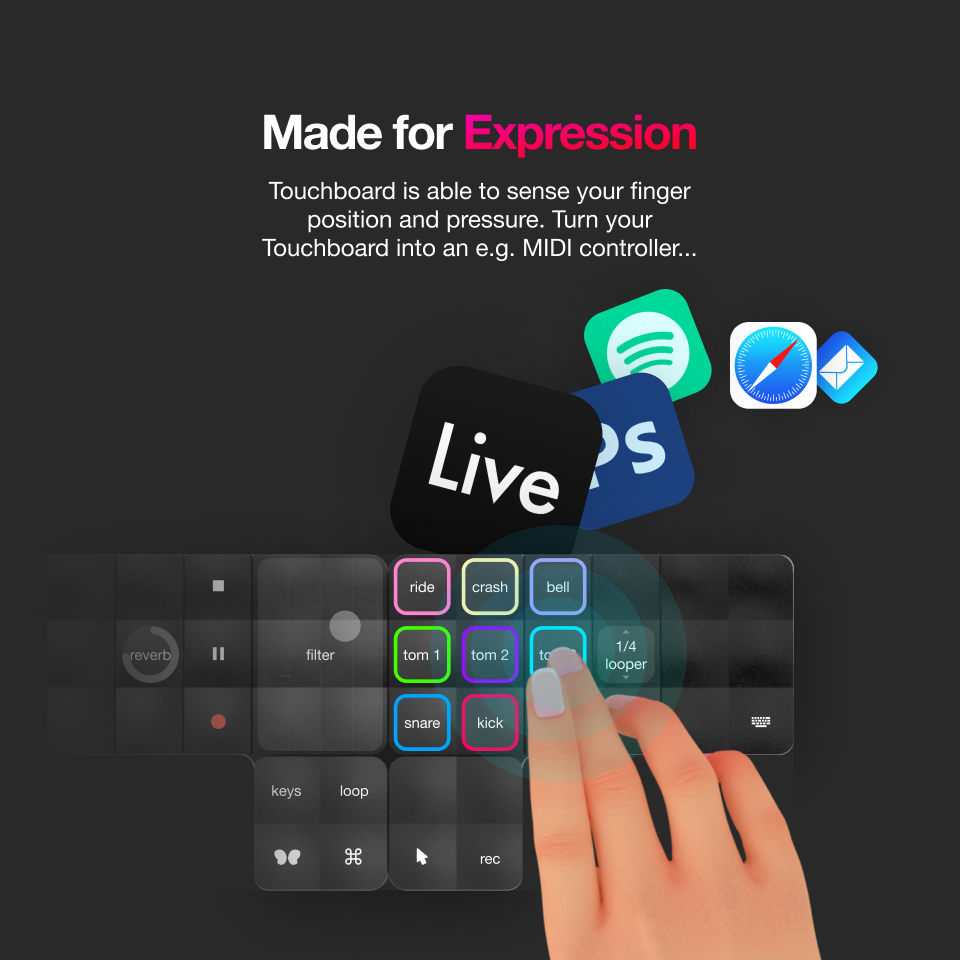 Made for Expression
Touchboard is able to sense your finger
position and pressure. Turn your
Touchboard into an e.g. MIDI controller...
Live
Ps
ride
crash
bell
reverb
filter
tom 1
tom 2
1/4
looper
snare
kick
keys
loop
rec